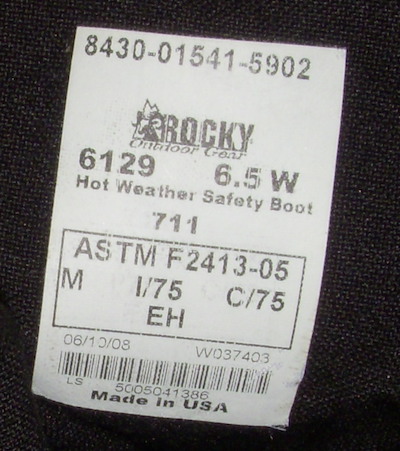 8430-01541-5902
ROCKY
Outdoor Gear
6129 6.5 W
Hot Weather Safety Boot
711
ASTM F2413-05
M I/75 C/75
EH
06/10/08 W037403
LS 5005041386
Made in USA